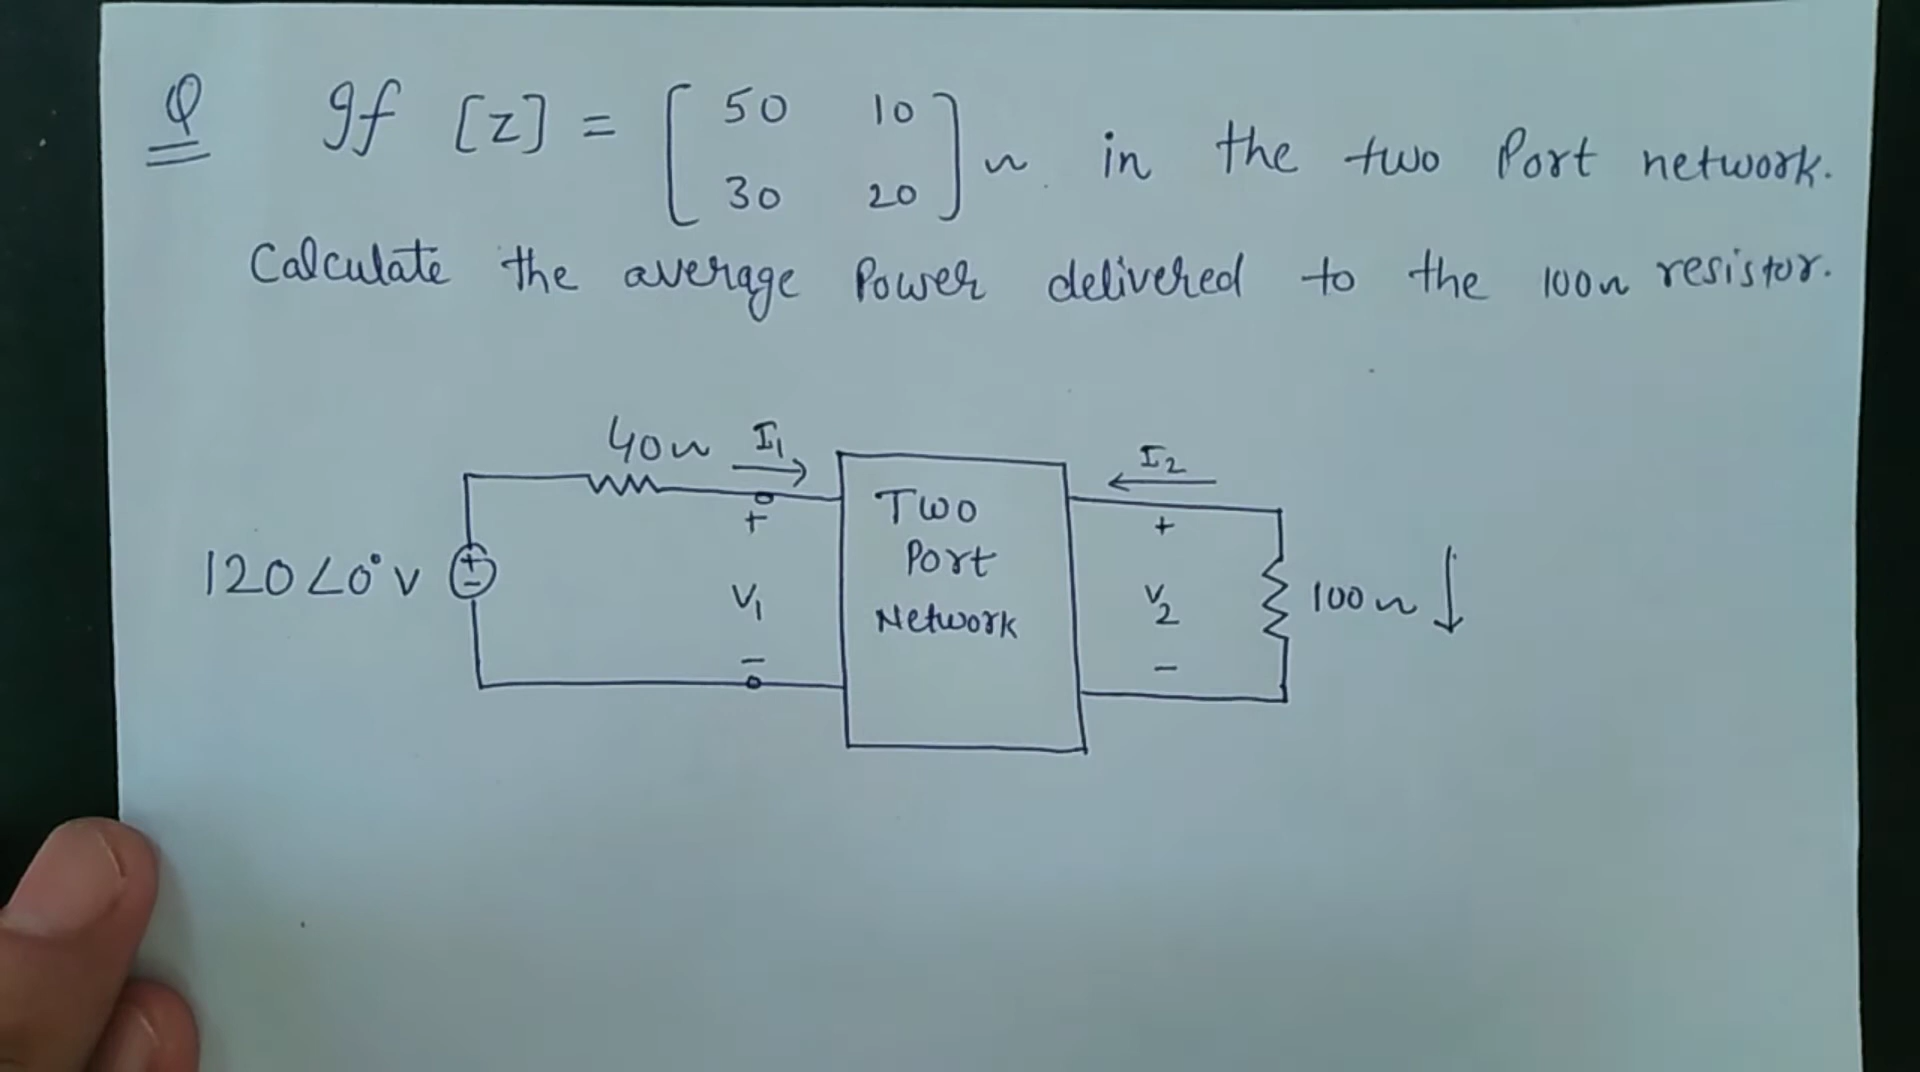 Q If [z] = [ 50 10
30 20 ] Ω in the two Port network.
Calculate the average Power delivered to the 100Ω resistor.
40Ω I1
I2
120∠0° V
+
-
+
V1
-
Two
Port
Network
+
V2
-
100Ω